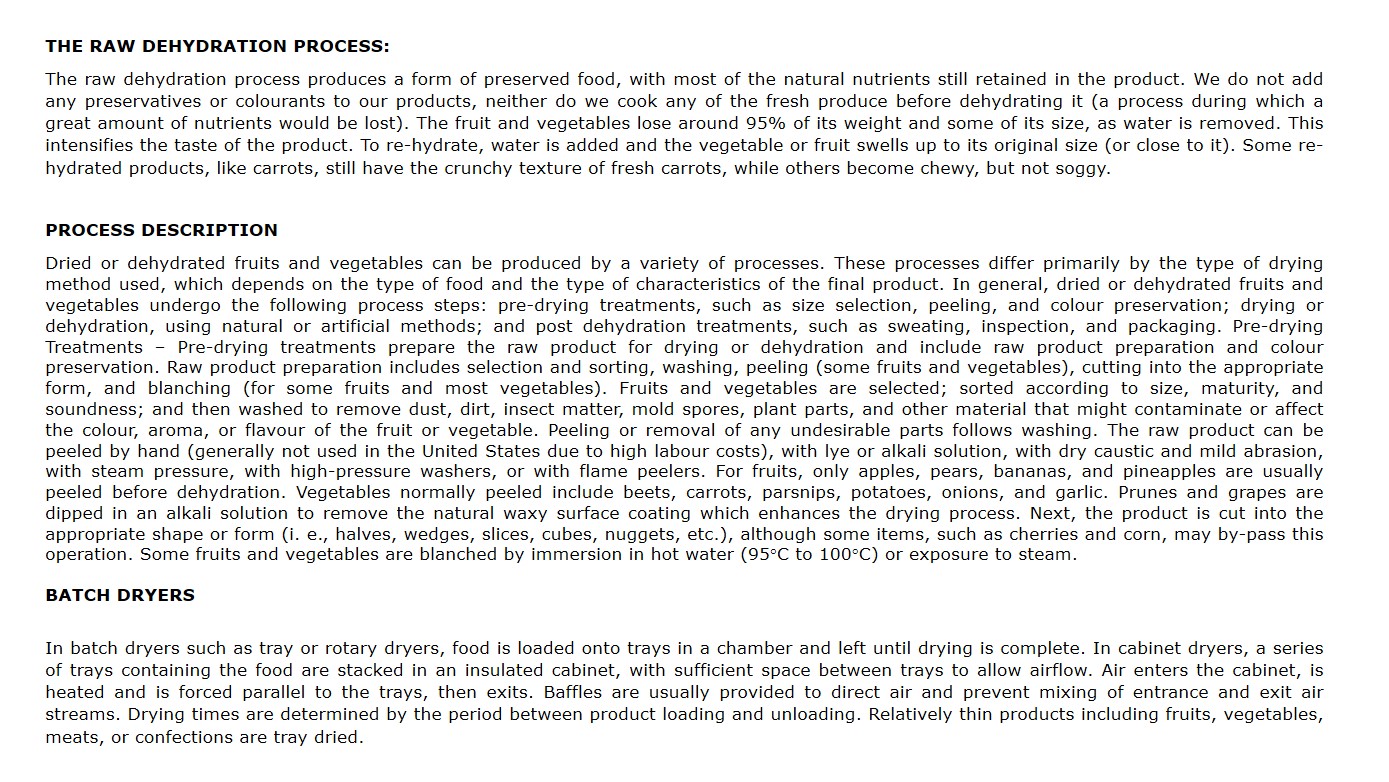 THE RAW DEHYDRATION PROCESS:
The raw dehydration process produces a form of preserved food, with most of the natural nutrients still retained in the product. We do not add
any preservatives or colourants to our products, neither do we cook any of the fresh produce before dehydrating it (a process during which a
great amount of nutrients would be lost). The fruit and vegetables lose around 95% of its weight and some of its size, as water is removed. This
intensifies the taste of the product. To re-hydrate, water is added and the vegetable or fruit swells up to its original size (or close to it). Some re-
hydrated products, like carrots, still have the crunchy texture of fresh carrots, while others become chewy, but not soggy.
PROCESS DESCRIPTION
Dried or dehydrated fruits and vegetables can be produced by a variety of processes. These processes differ primarily by the type of drying
method used, which depends on the type of food and the type of characteristics of the final product. In general, dried or dehydrated fruits and
vegetables undergo the following process steps: pre-drying treatments, such as size selection, peeling, and colour preservation; drying or
dehydration, using natural or artificial methods; and post dehydration treatments, such as sweating, inspection, and packaging. Pre-drying
Treatments – Pre-drying treatments prepare the raw product for drying or dehydration and include raw product preparation and colour
preservation. Raw product preparation includes selection and sorting, washing, peeling (some fruits and vegetables), cutting into the appropriate
form, and blanching (for some fruits and most vegetables). Fruits and vegetables are selected; sorted according to size, maturity, and
soundness; and then washed to remove dust, dirt, insect matter, mold spores, plant parts, and other material that might contaminate or affect
the colour, aroma, or flavour of the fruit or vegetable. Peeling or removal of any undesirable parts follows washing. The raw product can be
peeled by hand (generally not used in the United States due to high labour costs), with lye or alkali solution, with dry caustic and mild abrasion,
with steam pressure, with high-pressure washers, or with flame peelers. For fruits, only apples, pears, bananas, and pineapples are usually
peeled before dehydration. Vegetables normally peeled include beets, carrots, parsnips, potatoes, onions, and garlic. Prunes and grapes are
dipped in an alkali solution to remove the natural waxy surface coating which enhances the drying process. Next, the product is cut into the
appropriate shape or form (i. e., halves, wedges, slices, cubes, nuggets, etc.), although some items, such as cherries and corn, may by-pass this
operation. Some fruits and vegetables are blanched by immersion in hot water (95°C to 100°C) or exposure to steam.
BATCH DRYERS
In batch dryers such as tray or rotary dryers, food is loaded onto trays in a chamber and left until drying is complete. In cabinet dryers, a series
of trays containing the food are stacked in an insulated cabinet, with sufficient space between trays to allow airflow. Air enters the cabinet, is
heated and is forced parallel to the trays, then exits. Baffles are usually provided to direct air and prevent mixing of entrance and exit air
streams. Drying times are determined by the period between product loading and unloading. Relatively thin products including fruits, vegetables,
meats, or confections are tray dried.